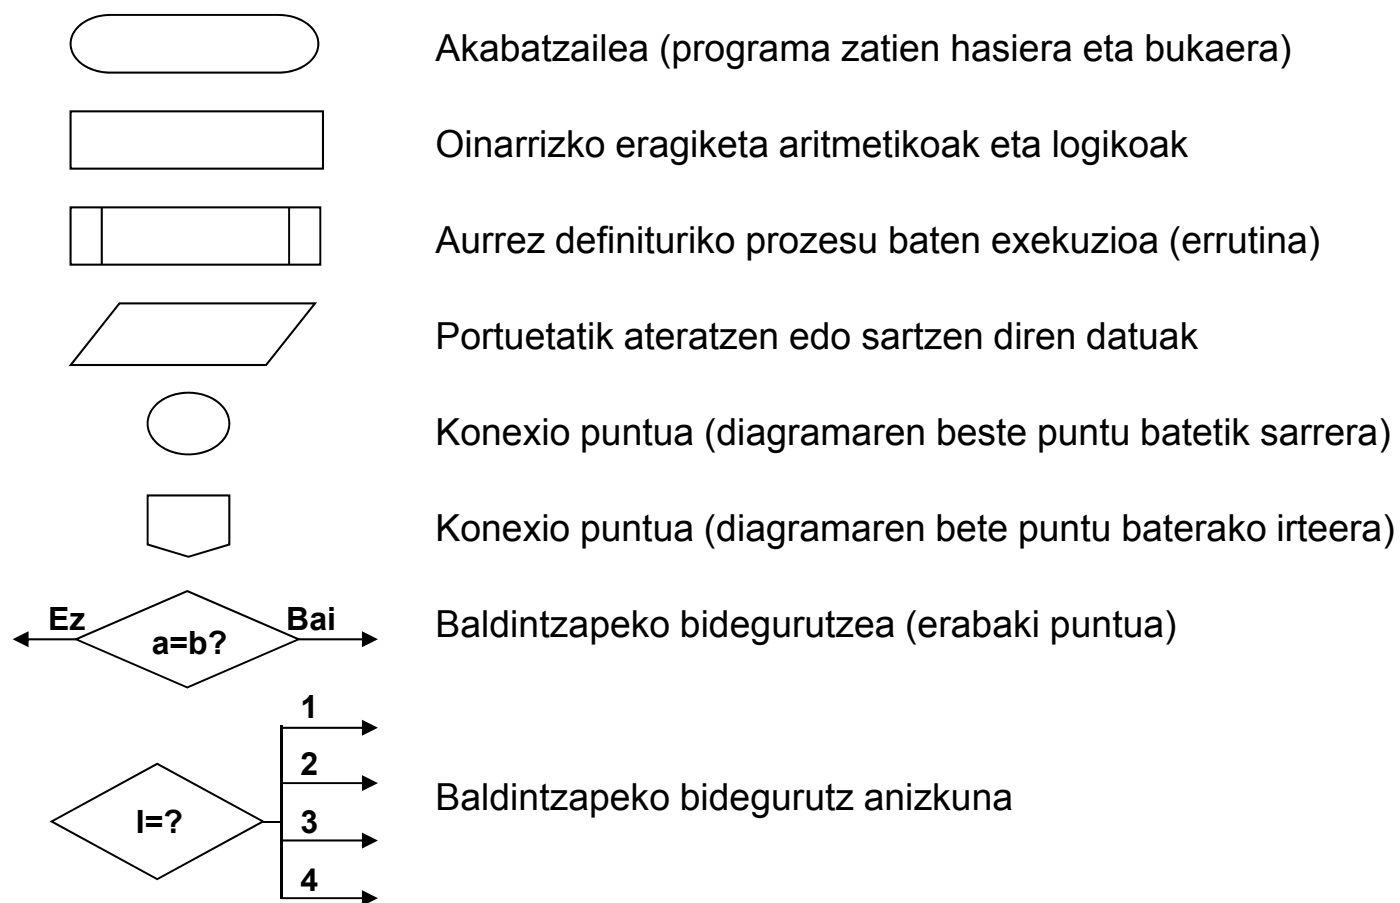 Akabatzailea (programa zatien hasiera eta bukaera)
Oinarrizko eragiketa aritmetikoak eta logikoak
Aurrez definituriko prozesu baten exekuzioa (errutina)
Portuetatik ateratzen edo sartzen diren datuak
Konexio puntua (diagramaren beste puntu batetik sarrera)
Konexio puntua (diagramaren bete puntu baterako irteera)
Ez a=b? Bai
Baldintzapeko bidegurutzea (erabaki puntua)
1
2
I=?
3
4
Baldintzapeko bidegurutz anizkuna